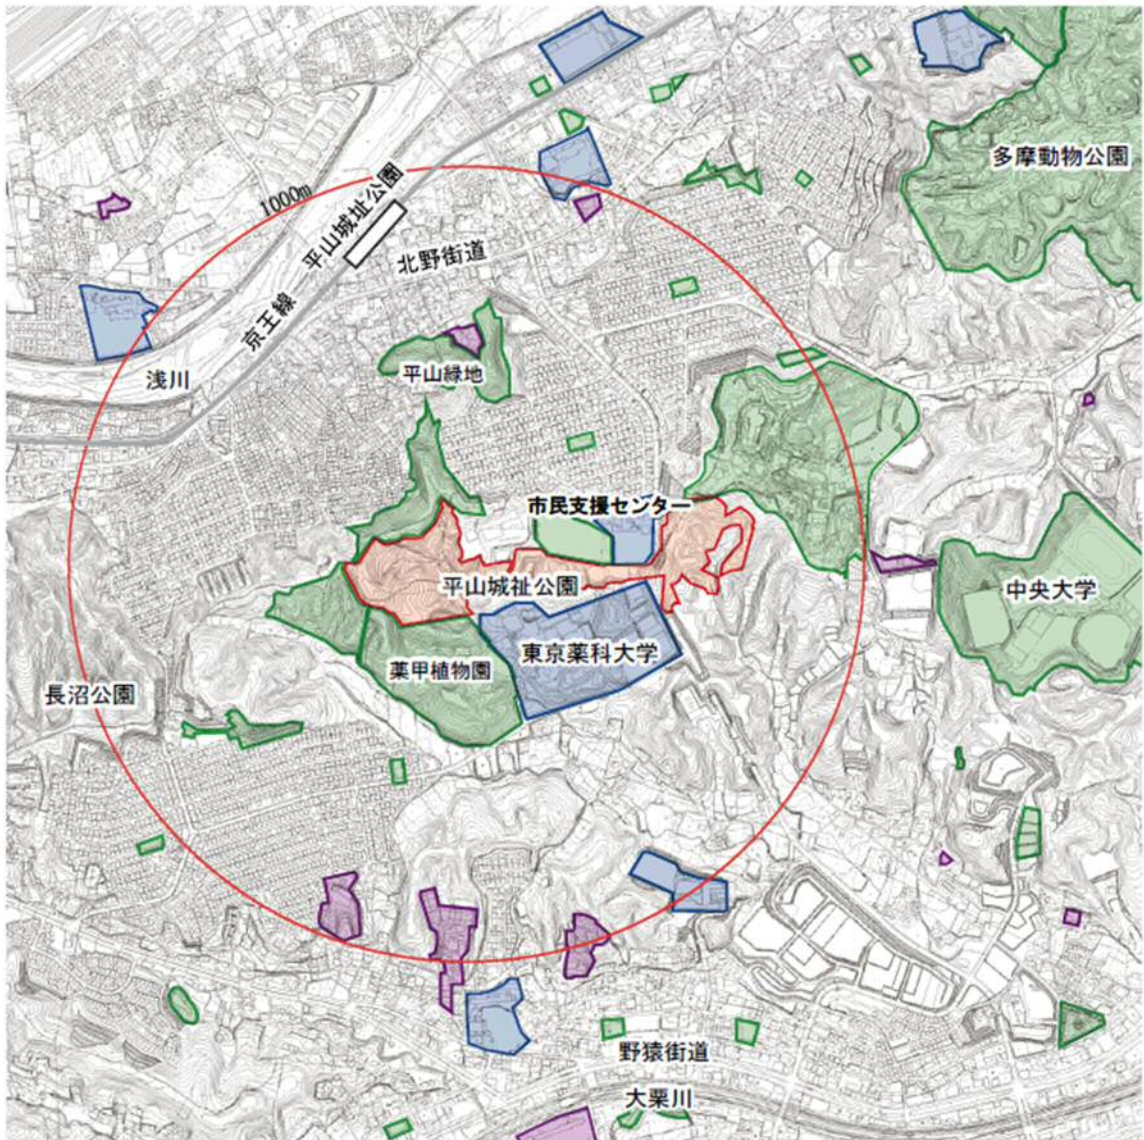 多摩動物公園
1000m
平山城址公園
北野街道
京王線
浅川
平山緑地
市民支援センター
平山城祉公園
中央大学
東京薬科大学
薬甲植物園
長沼公園
野猿街道
大栗川